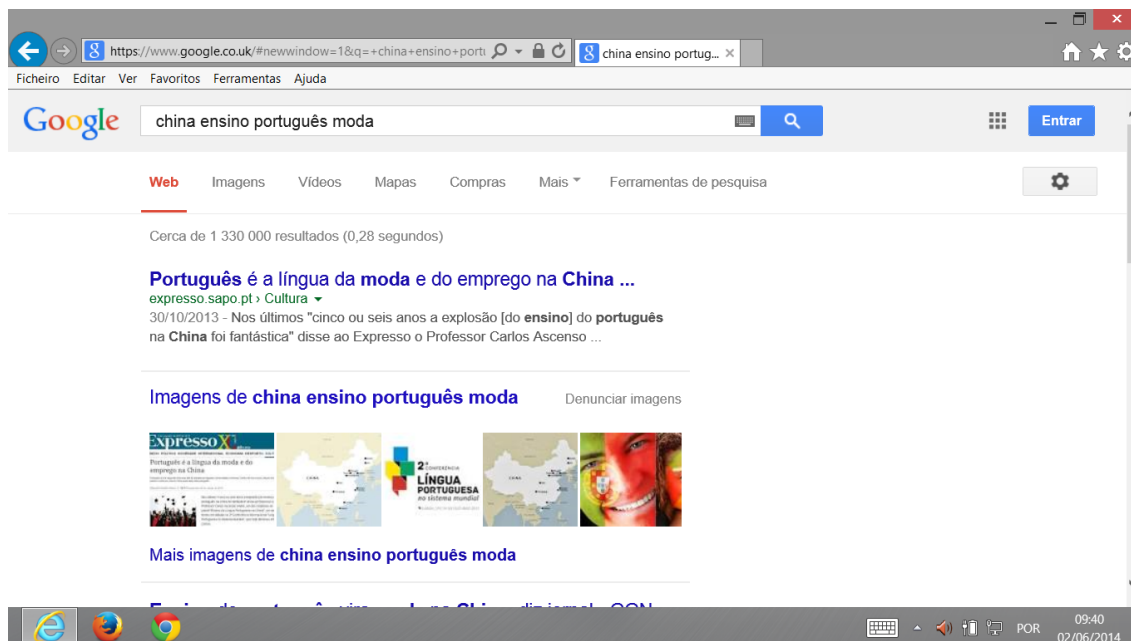 https://www.google.co.uk/#newwindow=1&q=+china+ensino+portu
china ensino portug...
Ficheiro Editar Ver Favoritos Ferramentas Ajuda
Google
china ensino português moda
Entrar
Web Imagens Vídeos Mapas Compras Mais Ferramentas de pesquisa
Cerca de 1 330 000 resultados (0,28 segundos)
Português é a língua da moda e do emprego na China ...
expresso.sapo.pt › Cultura
30/10/2013 - Nos últimos "cinco ou seis anos a explosão [do ensino] do português
na China foi fantástica" disse ao Expresso o Professor Carlos Ascenso ...
Imagens de china ensino português moda Denunciar imagens
Expresso
Português é a língua da moda e do
emprego na China
CHINA
2ª CONFERÊNCIA
LÍNGUA
PORTUGUESA
no sistema mundial
CHINA
Mais imagens de china ensino português moda
POR
09:40
02/06/2014